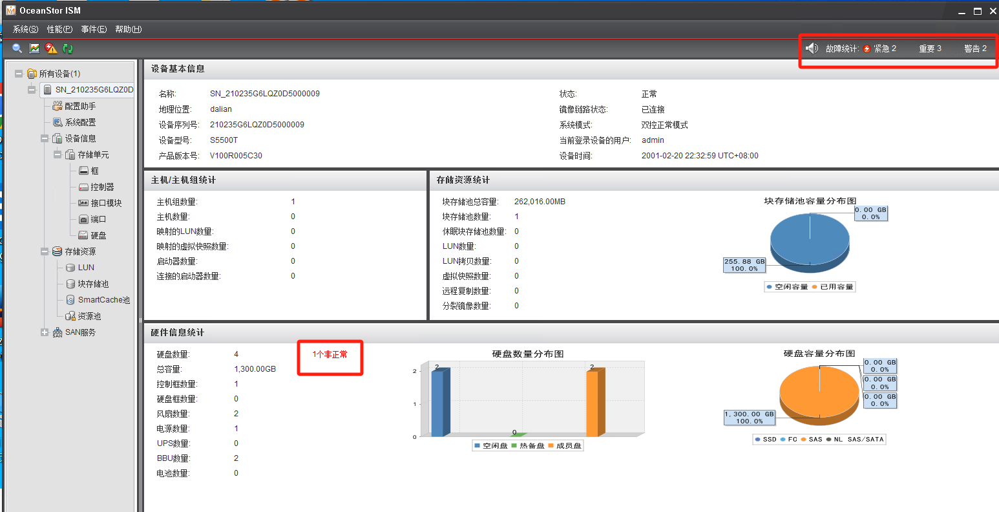 OceanStor ISM
系统(S) 性能(P) 事件(E) 帮助(H)
故障统计: 紧急 2 重要 3 警告 2
所有设备(1)
SN_210235G6LQZ0D
配置助手
系统配置
设备信息
存储单元
框
控制器
接口模块
端口
硬盘
存储资源
LUN
块存储池
SmartCache池
资源池
SAN服务
设备基本信息
名称: SN_210235G6LQZ0D5000009
地理位置: dalian
设备序列号: 210235G6LQZ0D5000009
设备型号: S5500T
产品版本号: V100R005C30
状态: 正常
镜像链路状态: 已连接
系统模式: 双控正常模式
当前登录设备的用户: admin
设备时间: 2001-02-20 22:32:59 UTC+08:00
主机/主机组统计
主机组数量: 1
主机数量: 0
映射的LUN数量: 0
映射的虚拟快照数量: 0
启动器数量: 0
连接的启动器数量: 0
存储资源统计
块存储池总容量: 262,016.00MB
块存储池数量: 1
休眠块存储池数量: 0
LUN数量: 0
LUN拷贝数量: 0
虚拟快照数量: 0
远程复制数量: 0
分裂镜像数量: 0
块存储池容量分布图
0.00 GB
0.0%
255.88 GB
100.0%
空闲容量 已用容量
硬件信息统计
硬盘数量: 4 1个非正常
总容量: 1,300.00GB
控制框数量: 1
硬盘框数量: 0
风扇数量: 2
电源数量: 1
UPS数量: 0
BBU数量: 2
电池数量: 0
硬盘数量分布图
2
1
0
2 0 2
空闲盘 热备盘 成员盘
硬盘容量分布图
0.00 GB
0.0%
0.00 GB
0.0%
0.00 GB
0.0%
1,300.00 GB
100.0%
SSD FC SAS NL SAS/SATA